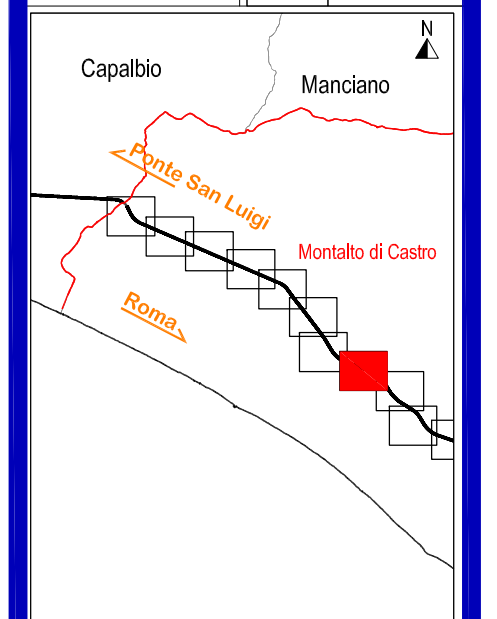 N
Capalbio
Manciano
Ponte San Luigi
Montalto di Castro
Roma